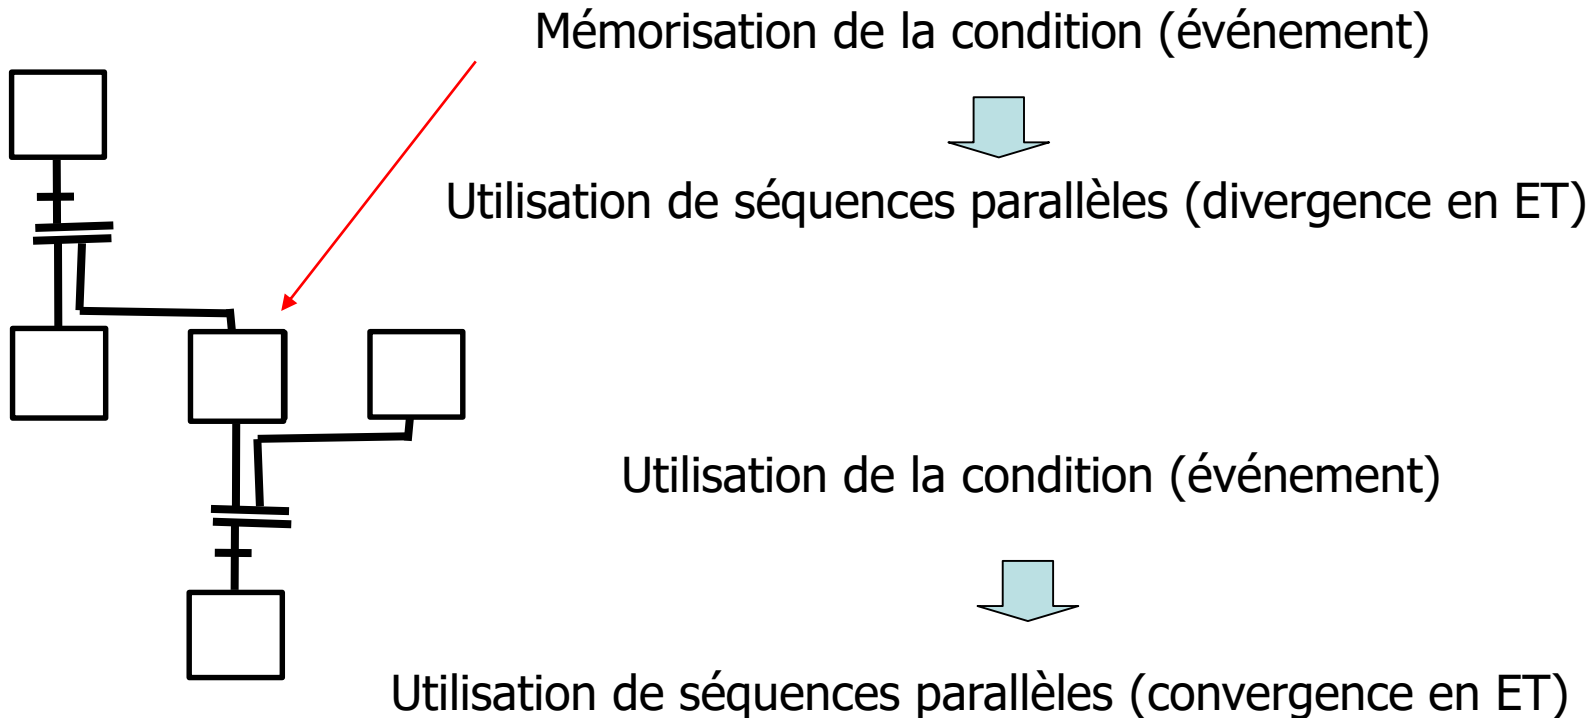 Mémorisation de la condition (événement)
Utilisation de séquences parallèles (divergence en ET)
Utilisation de la condition (événement)
Utilisation de séquences parallèles (convergence en ET)